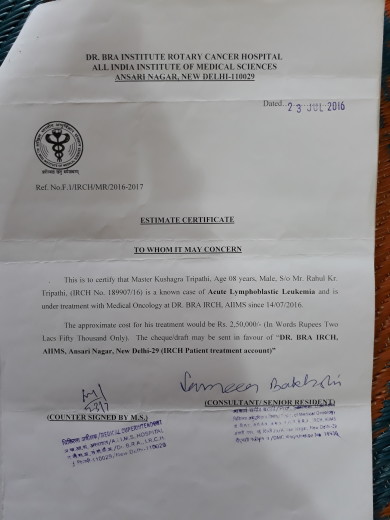 DR. BRA INSTITUTE ROTARY CANCER HOSPITAL
ALL INDIA INSTITUTE OF MEDICAL SCIENCES
ANSARI NAGAR, NEW DELHI-110029
Dated. 23 JUL 2016
Ref. No.F.1/IRCH/MR/2016-2017
ESTIMATE CERTIFICATE
TO WHOM IT MAY CONCERN
This is to certify that Master Kushagra Tripathi, Age 08 years, Male, S/o Mr. Rahul Kr.
Tripathi, (IRCH No. 189907/16) is a known case of Acute Lymphoblastic Leukemia and is
under treatment with Medical Oncology at DR. BRA IRCH, AIIMS since 14/07/2016.
The approximate cost for his treatment would be Rs. 2,50,000/- (In Words Rupees Two
Lacs Fifty Thousand Only). The cheque/draft may be sent in favour of "DR. BRA IRCH,
AIIMS, Ansari Nagar, New Delhi-29 (IRCH Patient treatment account)"
Sameer Bakhshi
(COUNTER SIGNED BY M.S.)
(CONSULTANT/ SENIOR RESIDENT)
MEDICAL SUPERINTENDENT